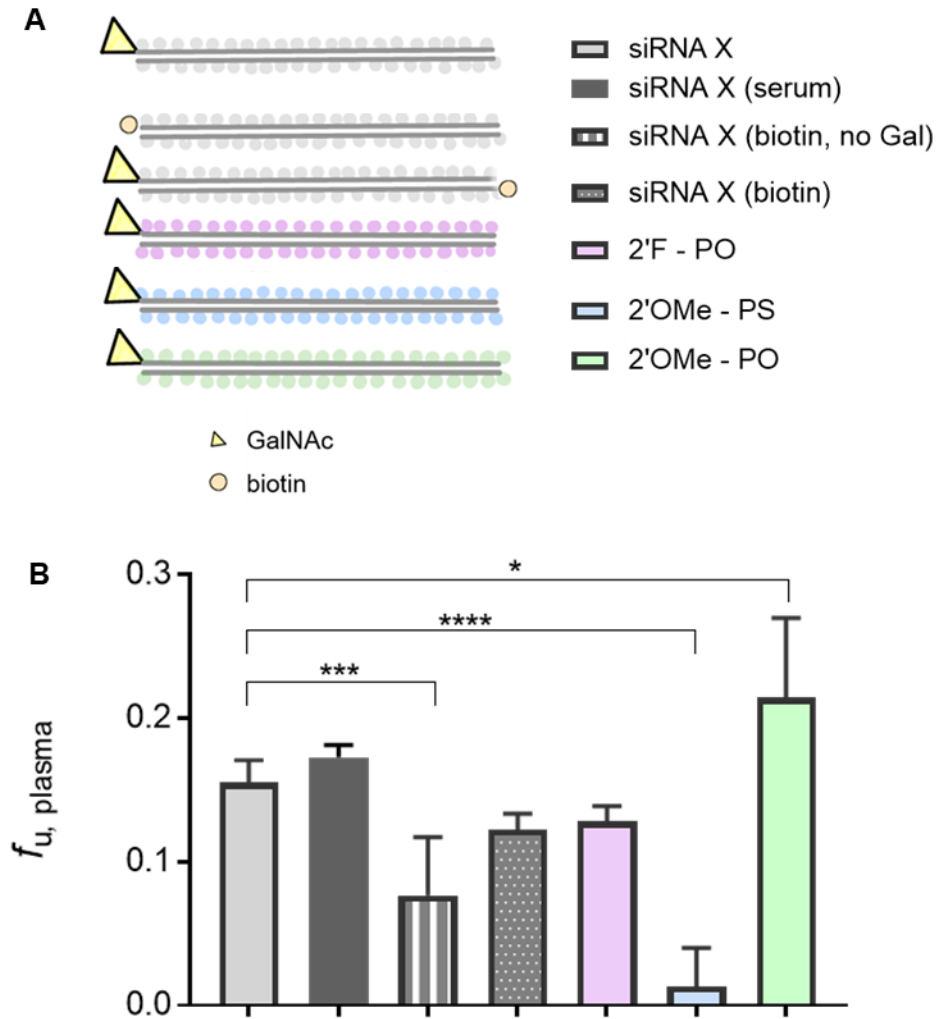 A
siRNA X
siRNA X (serum)
siRNA X (biotin, no Gal)
siRNA X (biotin)
2'F - PO
2'OMe - PS
2'OMe - PO
GalNAc
biotin
B
0.3
0.2
0.1
0.0
fu, plasma
*
****
***